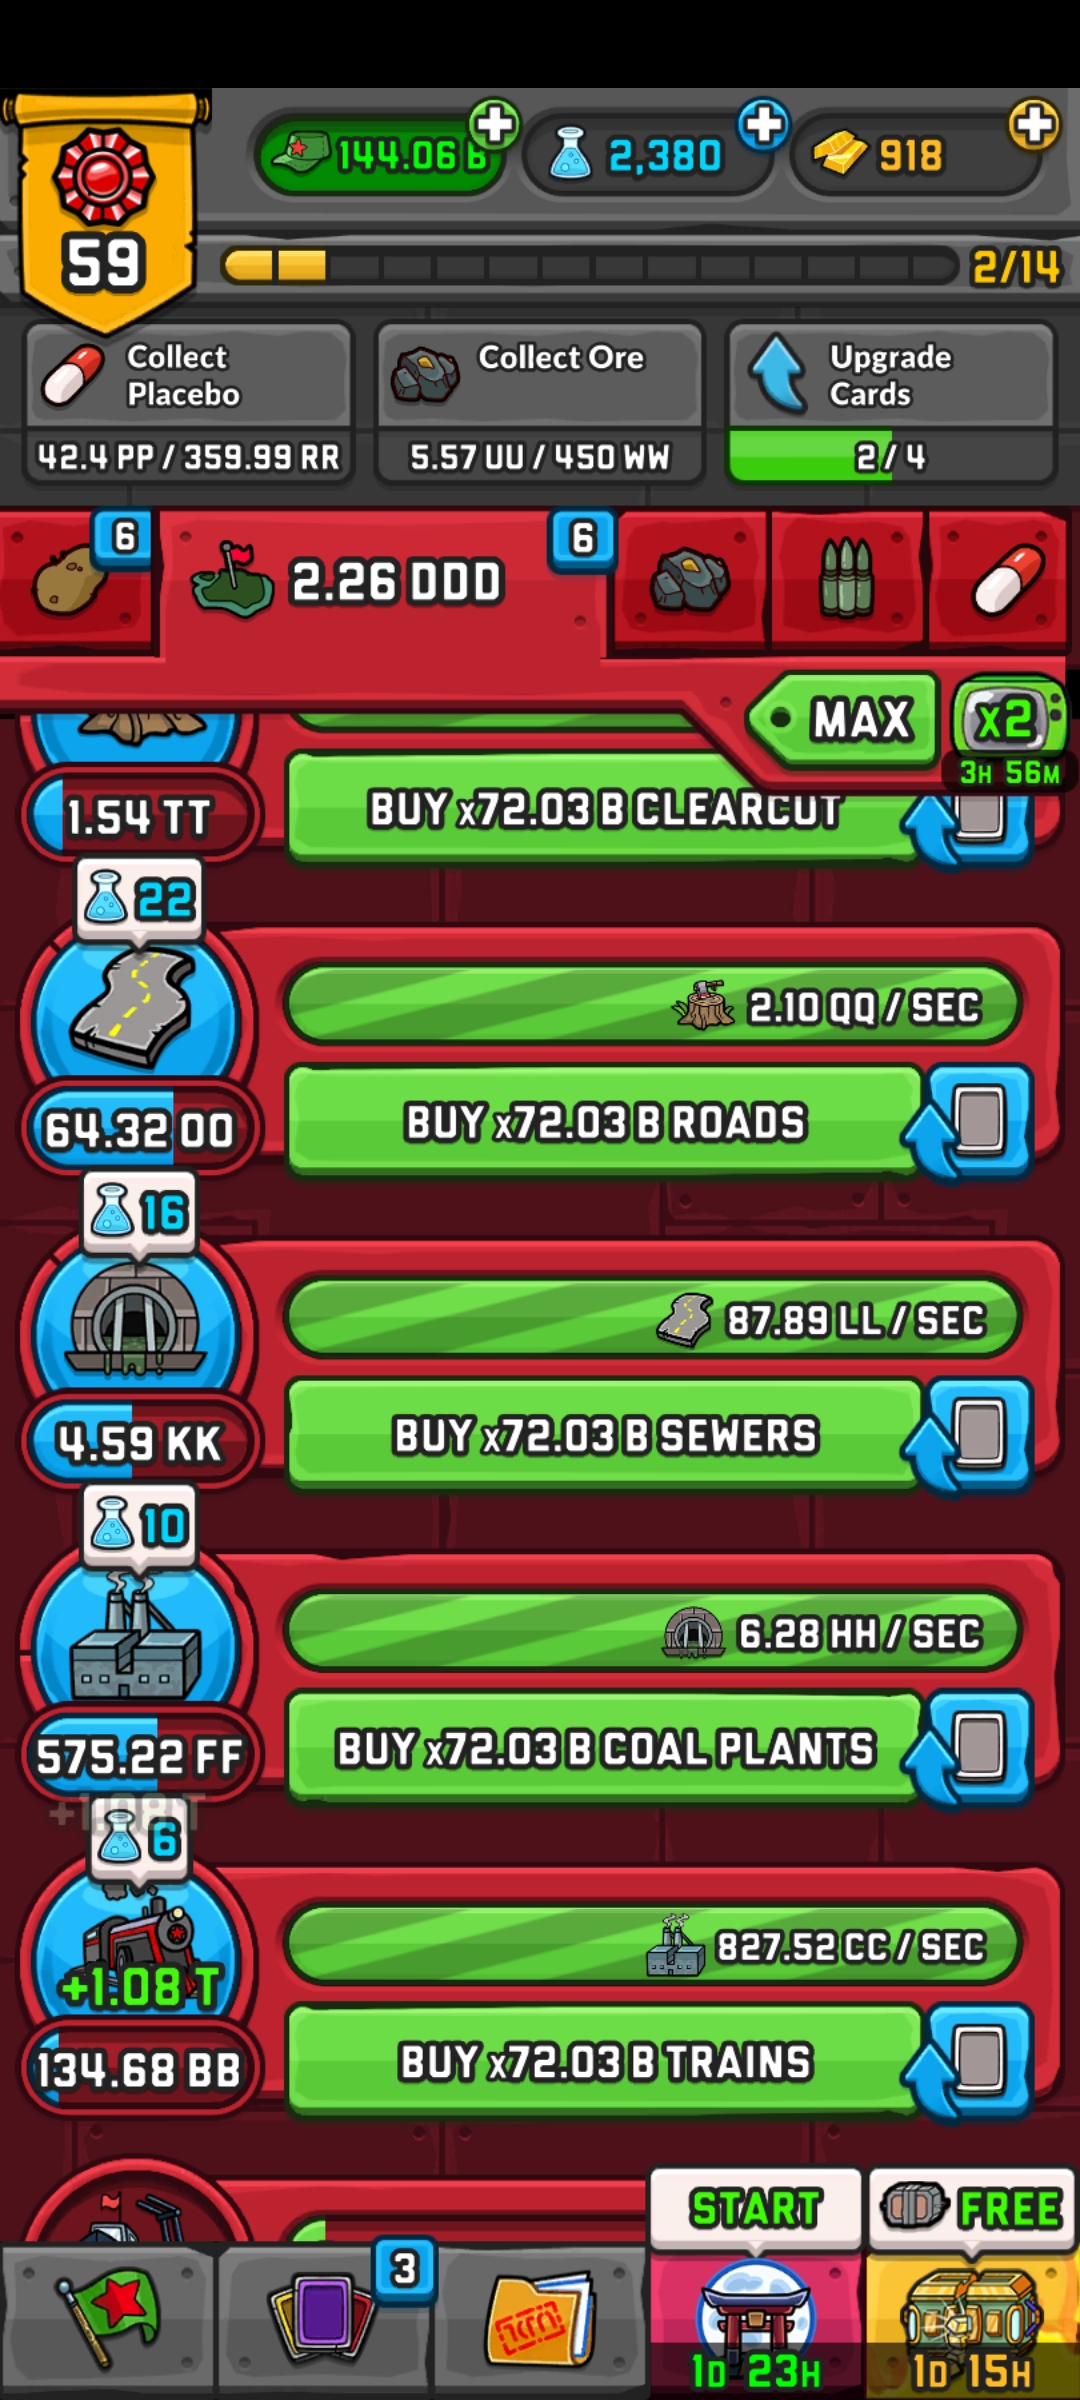 144.06 B
2,380
918
59
2/14
Collect Placebo
42.4 PP / 359.99 RR
Collect Ore
5.57 UU / 450 WW
Upgrade Cards
2/4
6
2.26 DDD
6
MAX
x2
3H 56M
1.54 TT
BUY x72.03 B CLEARCUT
22
2.10 QQ / SEC
64.32 OO
BUY x72.03 B ROADS
16
87.89 LL / SEC
4.59 KK
BUY x72.03 B SEWERS
10
6.28 HH / SEC
575.22 FF
BUY x72.03 B COAL PLANTS
+1.08 T
6
827.52 CC / SEC
+1.08 T
134.68 BB
BUY x72.03 B TRAINS
START
FREE
3
1D 23H
1D 15H